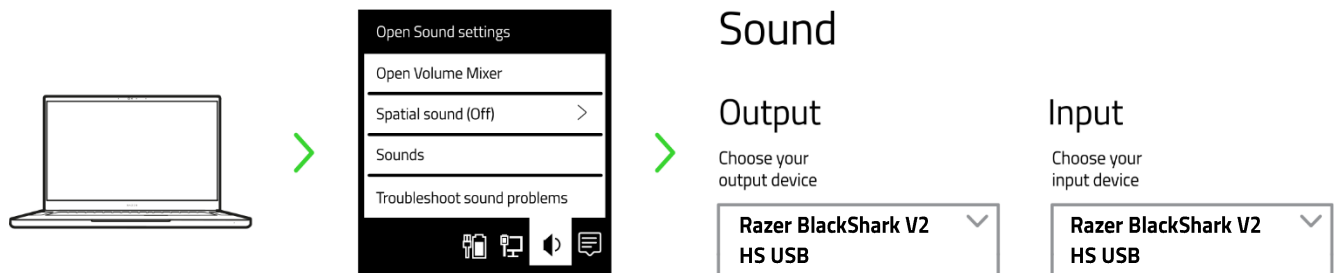 Open Sound settings
Open Volume Mixer
Spatial sound (Off)
Sounds
Troubleshoot sound problems
Sound
Output
Choose your
output device
Razer BlackShark V2
HS USB
Input
Choose your
input device
Razer BlackShark V2
HS USB